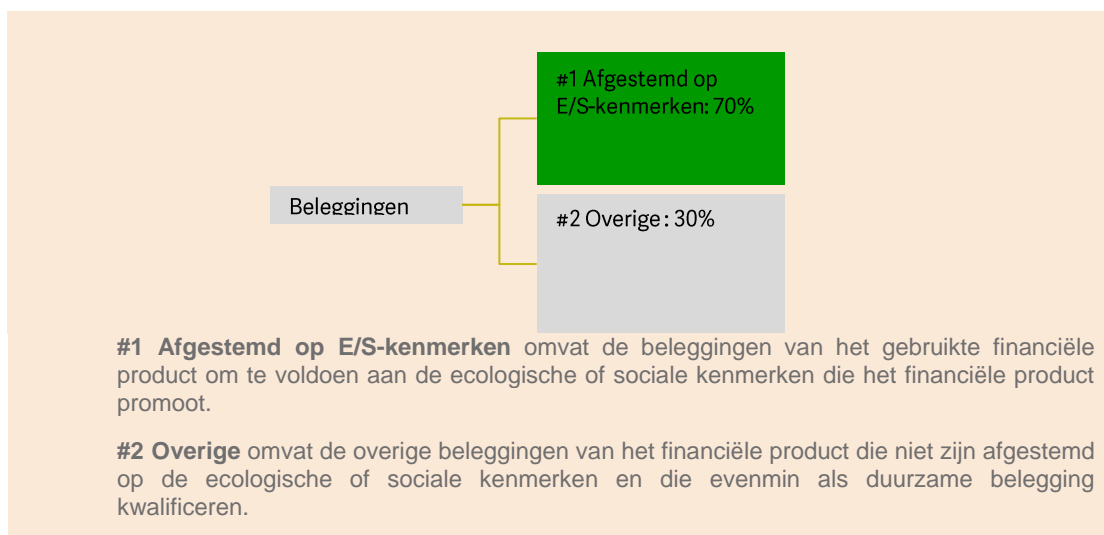 #1 Afgestemd op
E/S-kenmerken: 70%
Beleggingen
#2 Overige: 30%
#1 Afgestemd op E/S-kenmerken omvat de beleggingen van het gebruikte financiële
product om te voldoen aan de ecologische of sociale kenmerken die het financiële product
promoot.
#2 Overige omvat de overige beleggingen van het financiële product die niet zijn afgestemd
op de ecologische of sociale kenmerken en die evenmin als duurzame belegging
kwalificeren.